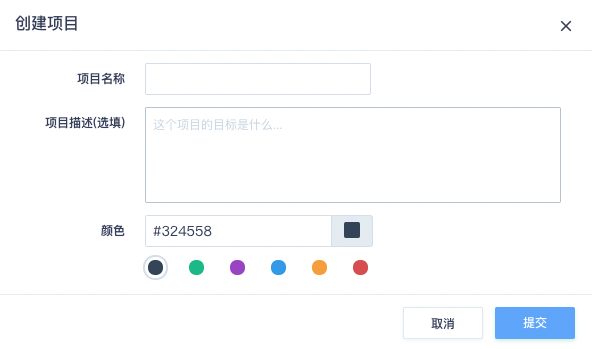 创建项目
项目名称
项目描述(选填)
这个项目的目标是什么...
颜色
#324558
取消
提交